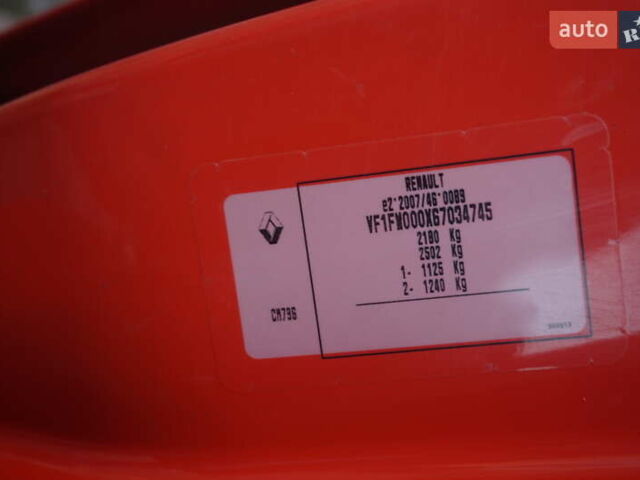 auto
RENAULT
e2*2007/46*0089
VF1FW000X67034745
2180 Kg
2502 Kg
1- 1125 Kg
2- 1240 Kg
CM796